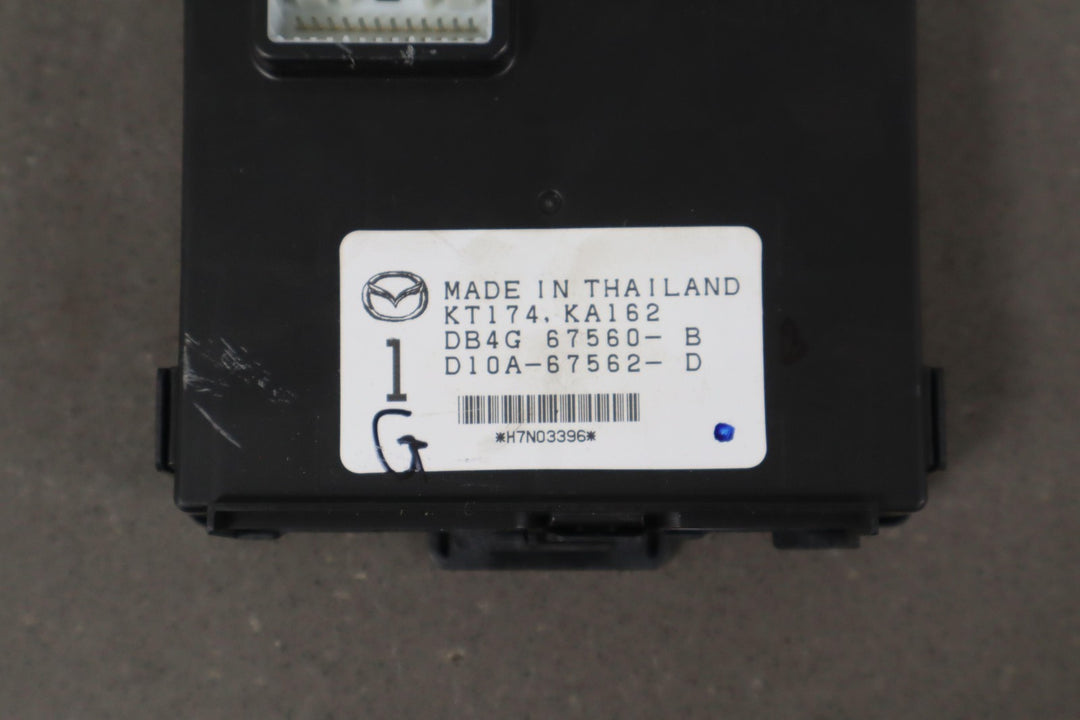 MADE IN THAILAND
KT174, KA162
DB4G 67560- B
D10A-67562- D
1
*H7N03396*
G